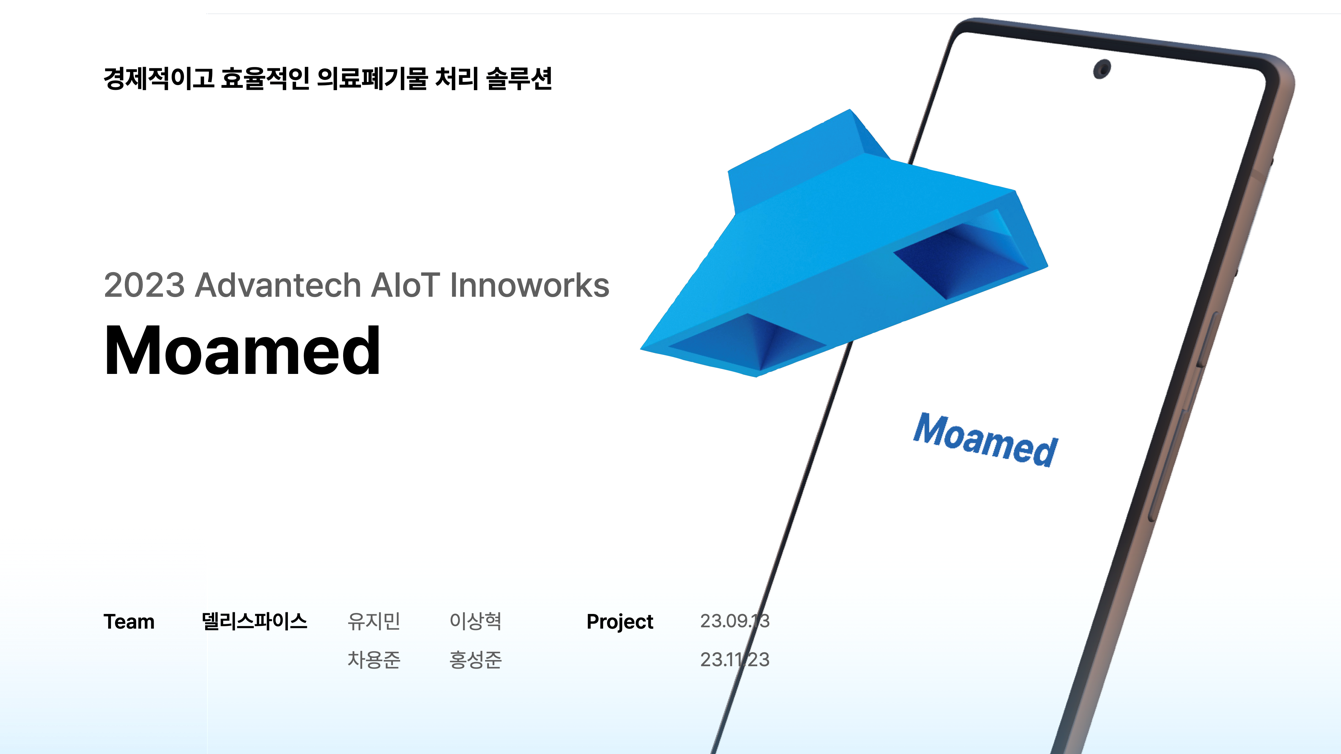 경제적이고 효율적인 의료폐기물 처리 솔루션
2023 Advantech AIoT Innoworks
Moamed
Moamed
Team 델리스파이스 유지민 이상혁 Project 23.09.13
차용준 홍성준 23.11.23